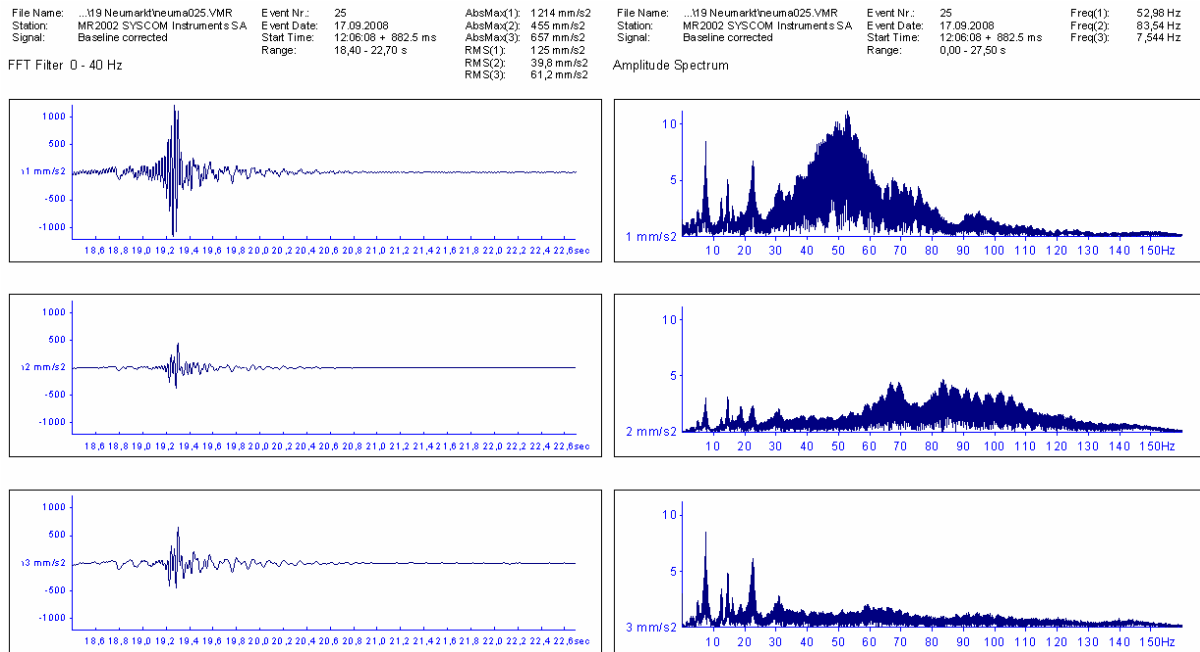 File Name: ...\19 Neumarkt\neuma025.VMR Event Nr.: 25 AbsMax(1): 1214 mm/s2
Station: MR2002 SYSCOM Instruments SA Event Date: 17.09.2008 AbsMax(2): 455 mm/s2
Signal: Baseline corrected Start Time: 12:06:08 + 882.5 ms AbsMax(3): 657 mm/s2
Range: 18,40 - 22,70 s RMS(1): 125 mm/s2
RMS(2): 39,8 mm/s2
FFT Filter 0 - 40 Hz
RMS(3): 61,2 mm/s2
1000
500
1 mm/s2
-500
-1000
18,6 18,8 19,0 19,2 19,4 19,6 19,8 20,0 20,2 20,4 20,6 20,8 21,0 21,2 21,4 21,6 21,8 22,0 22,2 22,4 22,6sec
1000
500
2 mm/s2
-500
-1000
18,6 18,8 19,0 19,2 19,4 19,6 19,8 20,0 20,2 20,4 20,6 20,8 21,0 21,2 21,4 21,6 21,8 22,0 22,2 22,4 22,6sec
1000
500
3 mm/s2
-500
-1000
18,6 18,8 19,0 19,2 19,4 19,6 19,8 20,0 20,2 20,4 20,6 20,8 21,0 21,2 21,4 21,6 21,8 22,0 22,2 22,4 22,6sec
File Name: ...\19 Neumarkt\neuma025.VMR Event Nr.: 25 Freq(1): 52,98 Hz
Station: MR2002 SYSCOM Instruments SA Event Date: 17.09.2008 Freq(2): 83,54 Hz
Signal: Baseline corrected Start Time: 12:06:08 + 882.5 ms Freq(3): 7,544 Hz
Range: 0,00 - 27,50 s
Amplitude Spectrum
10
5
1 mm/s2
10 20 30 40 50 60 70 80 90 100 110 120 130 140 150Hz
10
5
2 mm/s2
10 20 30 40 50 60 70 80 90 100 110 120 130 140 150Hz
10
5
3 mm/s2
10 20 30 40 50 60 70 80 90 100 110 120 130 140 150Hz